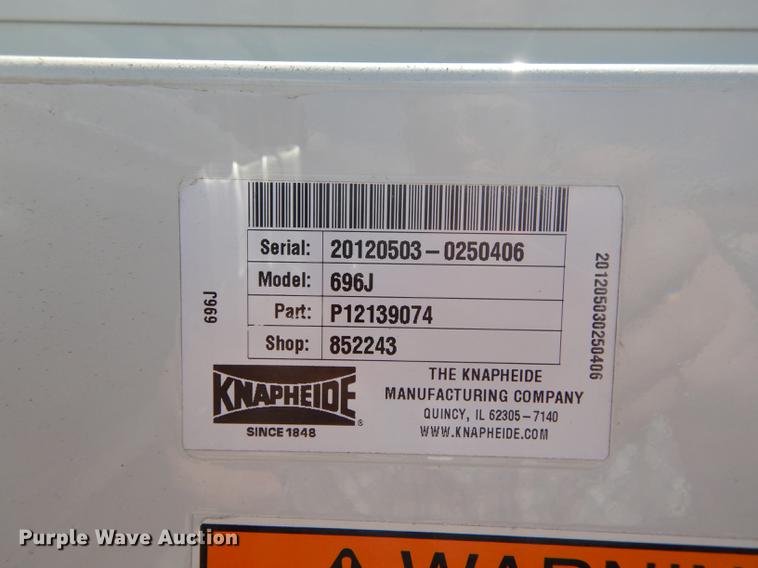 Serial: 20120503-0250406
Model: 696J
Part: P12139074
Shop: 852243
696J
201205030250406
KNAPHEIDE®
SINCE 1848
THE KNAPHEIDE
MANUFACTURING COMPANY
QUINCY, IL 62305-7140
WWW.KNAPHEIDE.COM
Purple Wave Auction